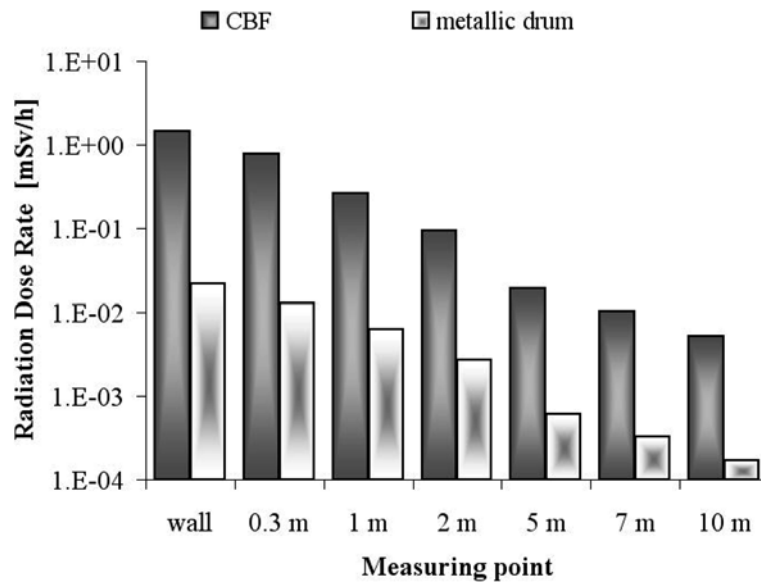 CBF metallic drum
1.E+01
1.E+00
1.E-01
1.E-02
1.E-03
1.E-04
Radiation Dose Rate [mSv/h]
wall 0.3 m 1 m 2 m 5 m 7 m 10 m
Measuring point